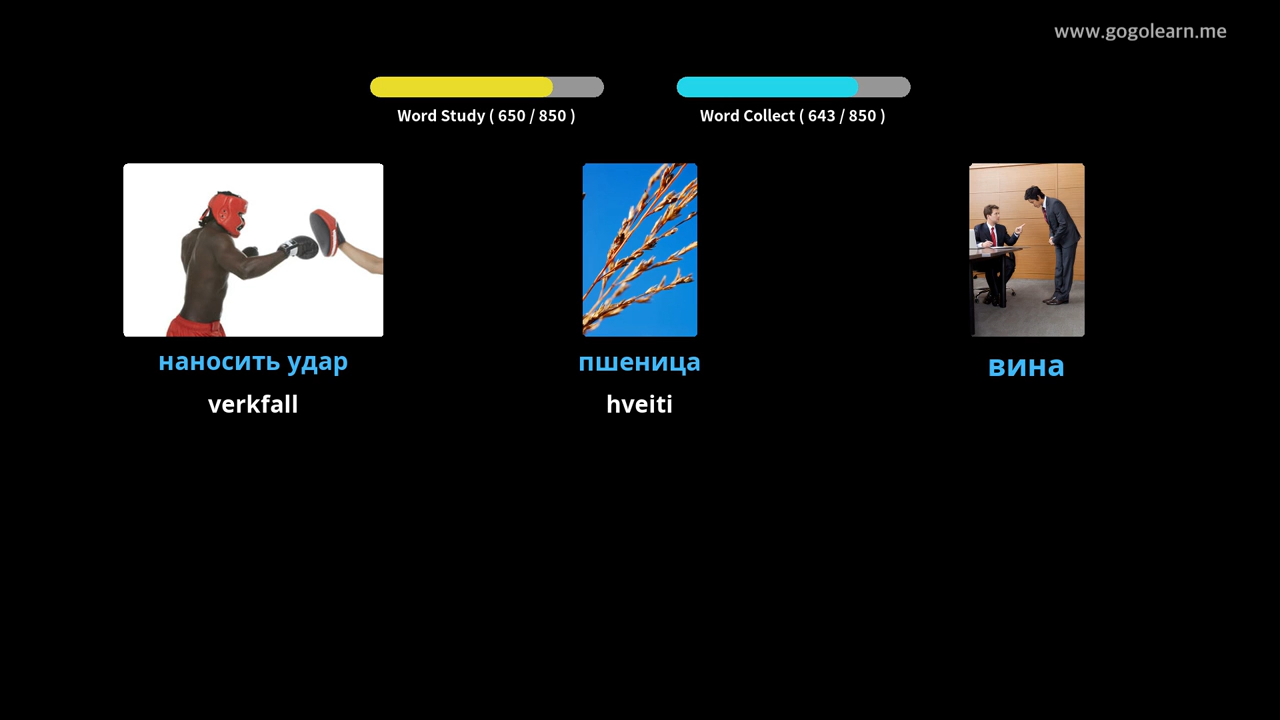 www.gogolearn.me
Word Study ( 650 / 850 )
Word Collect ( 643 / 850 )
наносить удар
пшеница
вина
verkfall
hveiti